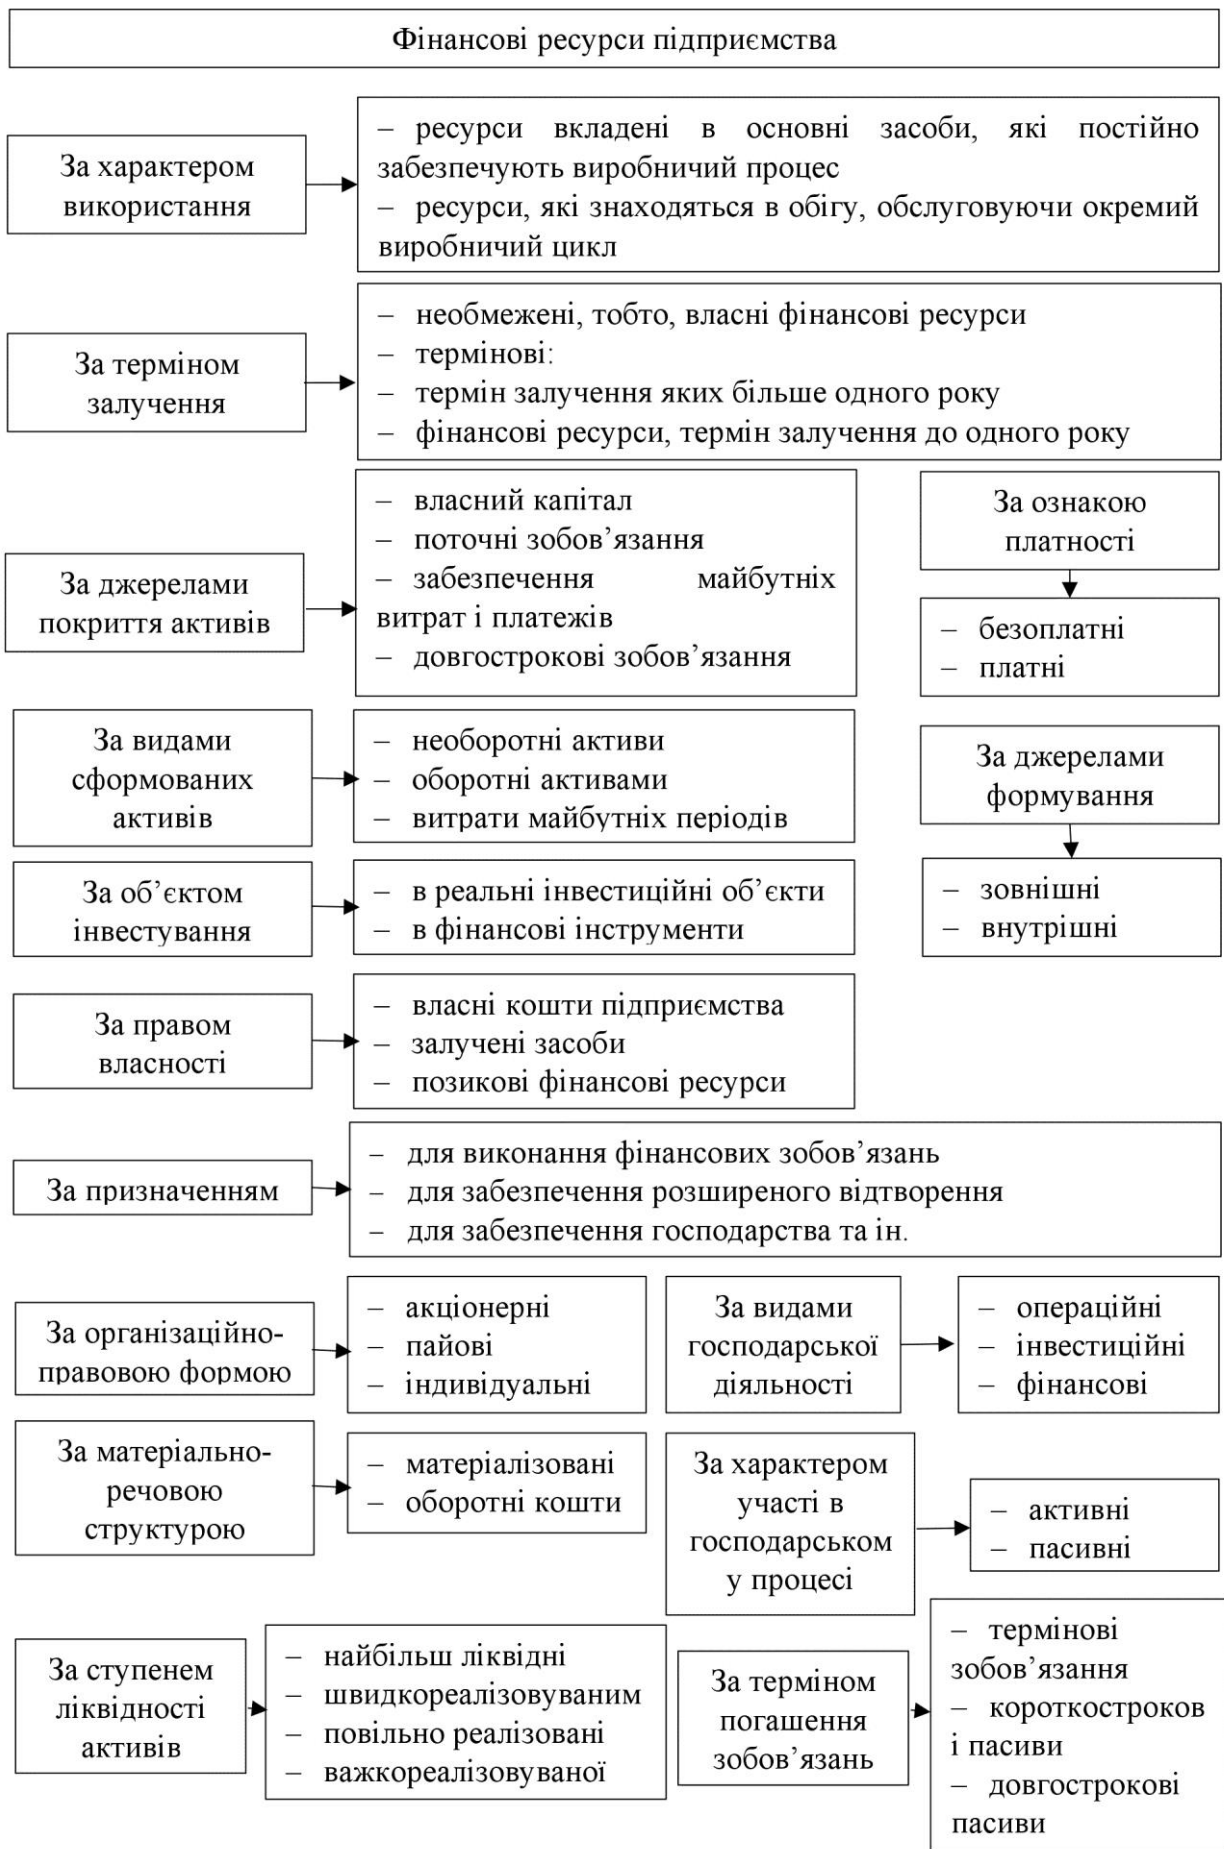 Фінансові ресурси підприємства
За характером
використання
– ресурси вкладені в основні засоби, які постійно
забезпечують виробничий процес
– ресурси, які знаходяться в обігу, обслуговуючи окремий
виробничий цикл
За терміном
залучення
– необмежені, тобто, власні фінансові ресурси
– термінові:
– термін залучення яких більше одного року
– фінансові ресурси, термін залучення до одного року
За джерелами
покриття активів
– власний капітал
– поточні зобов’язання
– забезпечення майбутніх
витрат і платежів
– довгострокові зобов’язання
За ознакою
платності
– безоплатні
– платні
За видами
сформованих
активів
– необоротні активи
– оборотні активами
– витрати майбутніх періодів
За джерелами
формування
– зовнішні
– внутрішні
За об’єктом
інвестування
– в реальні інвестиційні об’єкти
– в фінансові інструменти
За правом
власності
– власні кошти підприємства
– залучені засоби
– позикові фінансові ресурси
За призначенням
– для виконання фінансових зобов’язань
– для забезпечення розширеного відтворення
– для забезпечення господарства та ін.
За організаційно-
правовою формою
– акціонерні
– пайові
– індивідуальні
За видами
господарської
діяльності
– операційні
– інвестиційні
– фінансові
За матеріально-
речовою
структурою
– матеріалізовані
– оборотні кошти
За характером
участі в
господарськом
у процесі
– активні
– пасивні
За ступенем
ліквідності
активів
– найбільш ліквідні
– швидкореалізовуваним
– повільно реалізовані
– важкореалізовуваної
За терміном
погашення
зобов’язань
– термінові
зобов’язання
– короткостроков
і пасиви
– довгострокові
пасиви